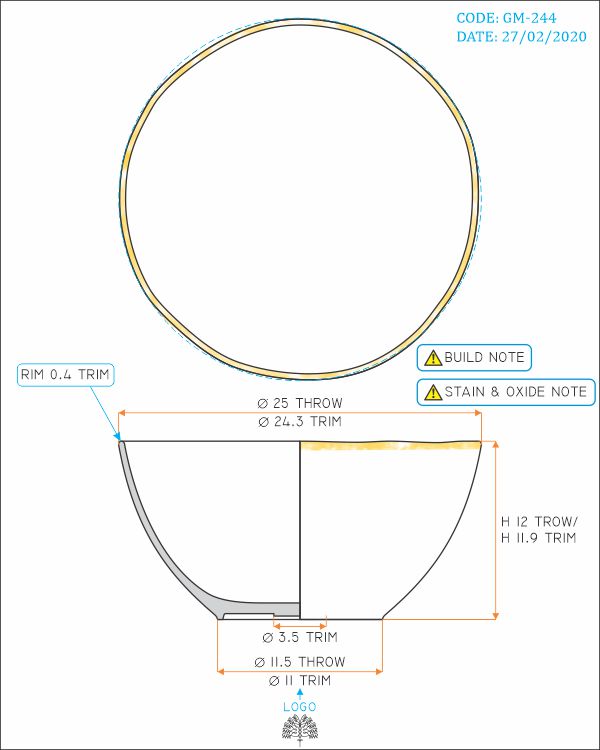 CODE: GM-244
DATE: 27/02/2020
BUILD NOTE
RIM 0.4 TRIM
STAIN & OXIDE NOTE
Ø 25 THROW
Ø 24.3 TRIM
H 12 TROW/
H 11.9 TRIM
Ø 3.5 TRIM
Ø 11.5 THROW
Ø 11 TRIM
LOGO